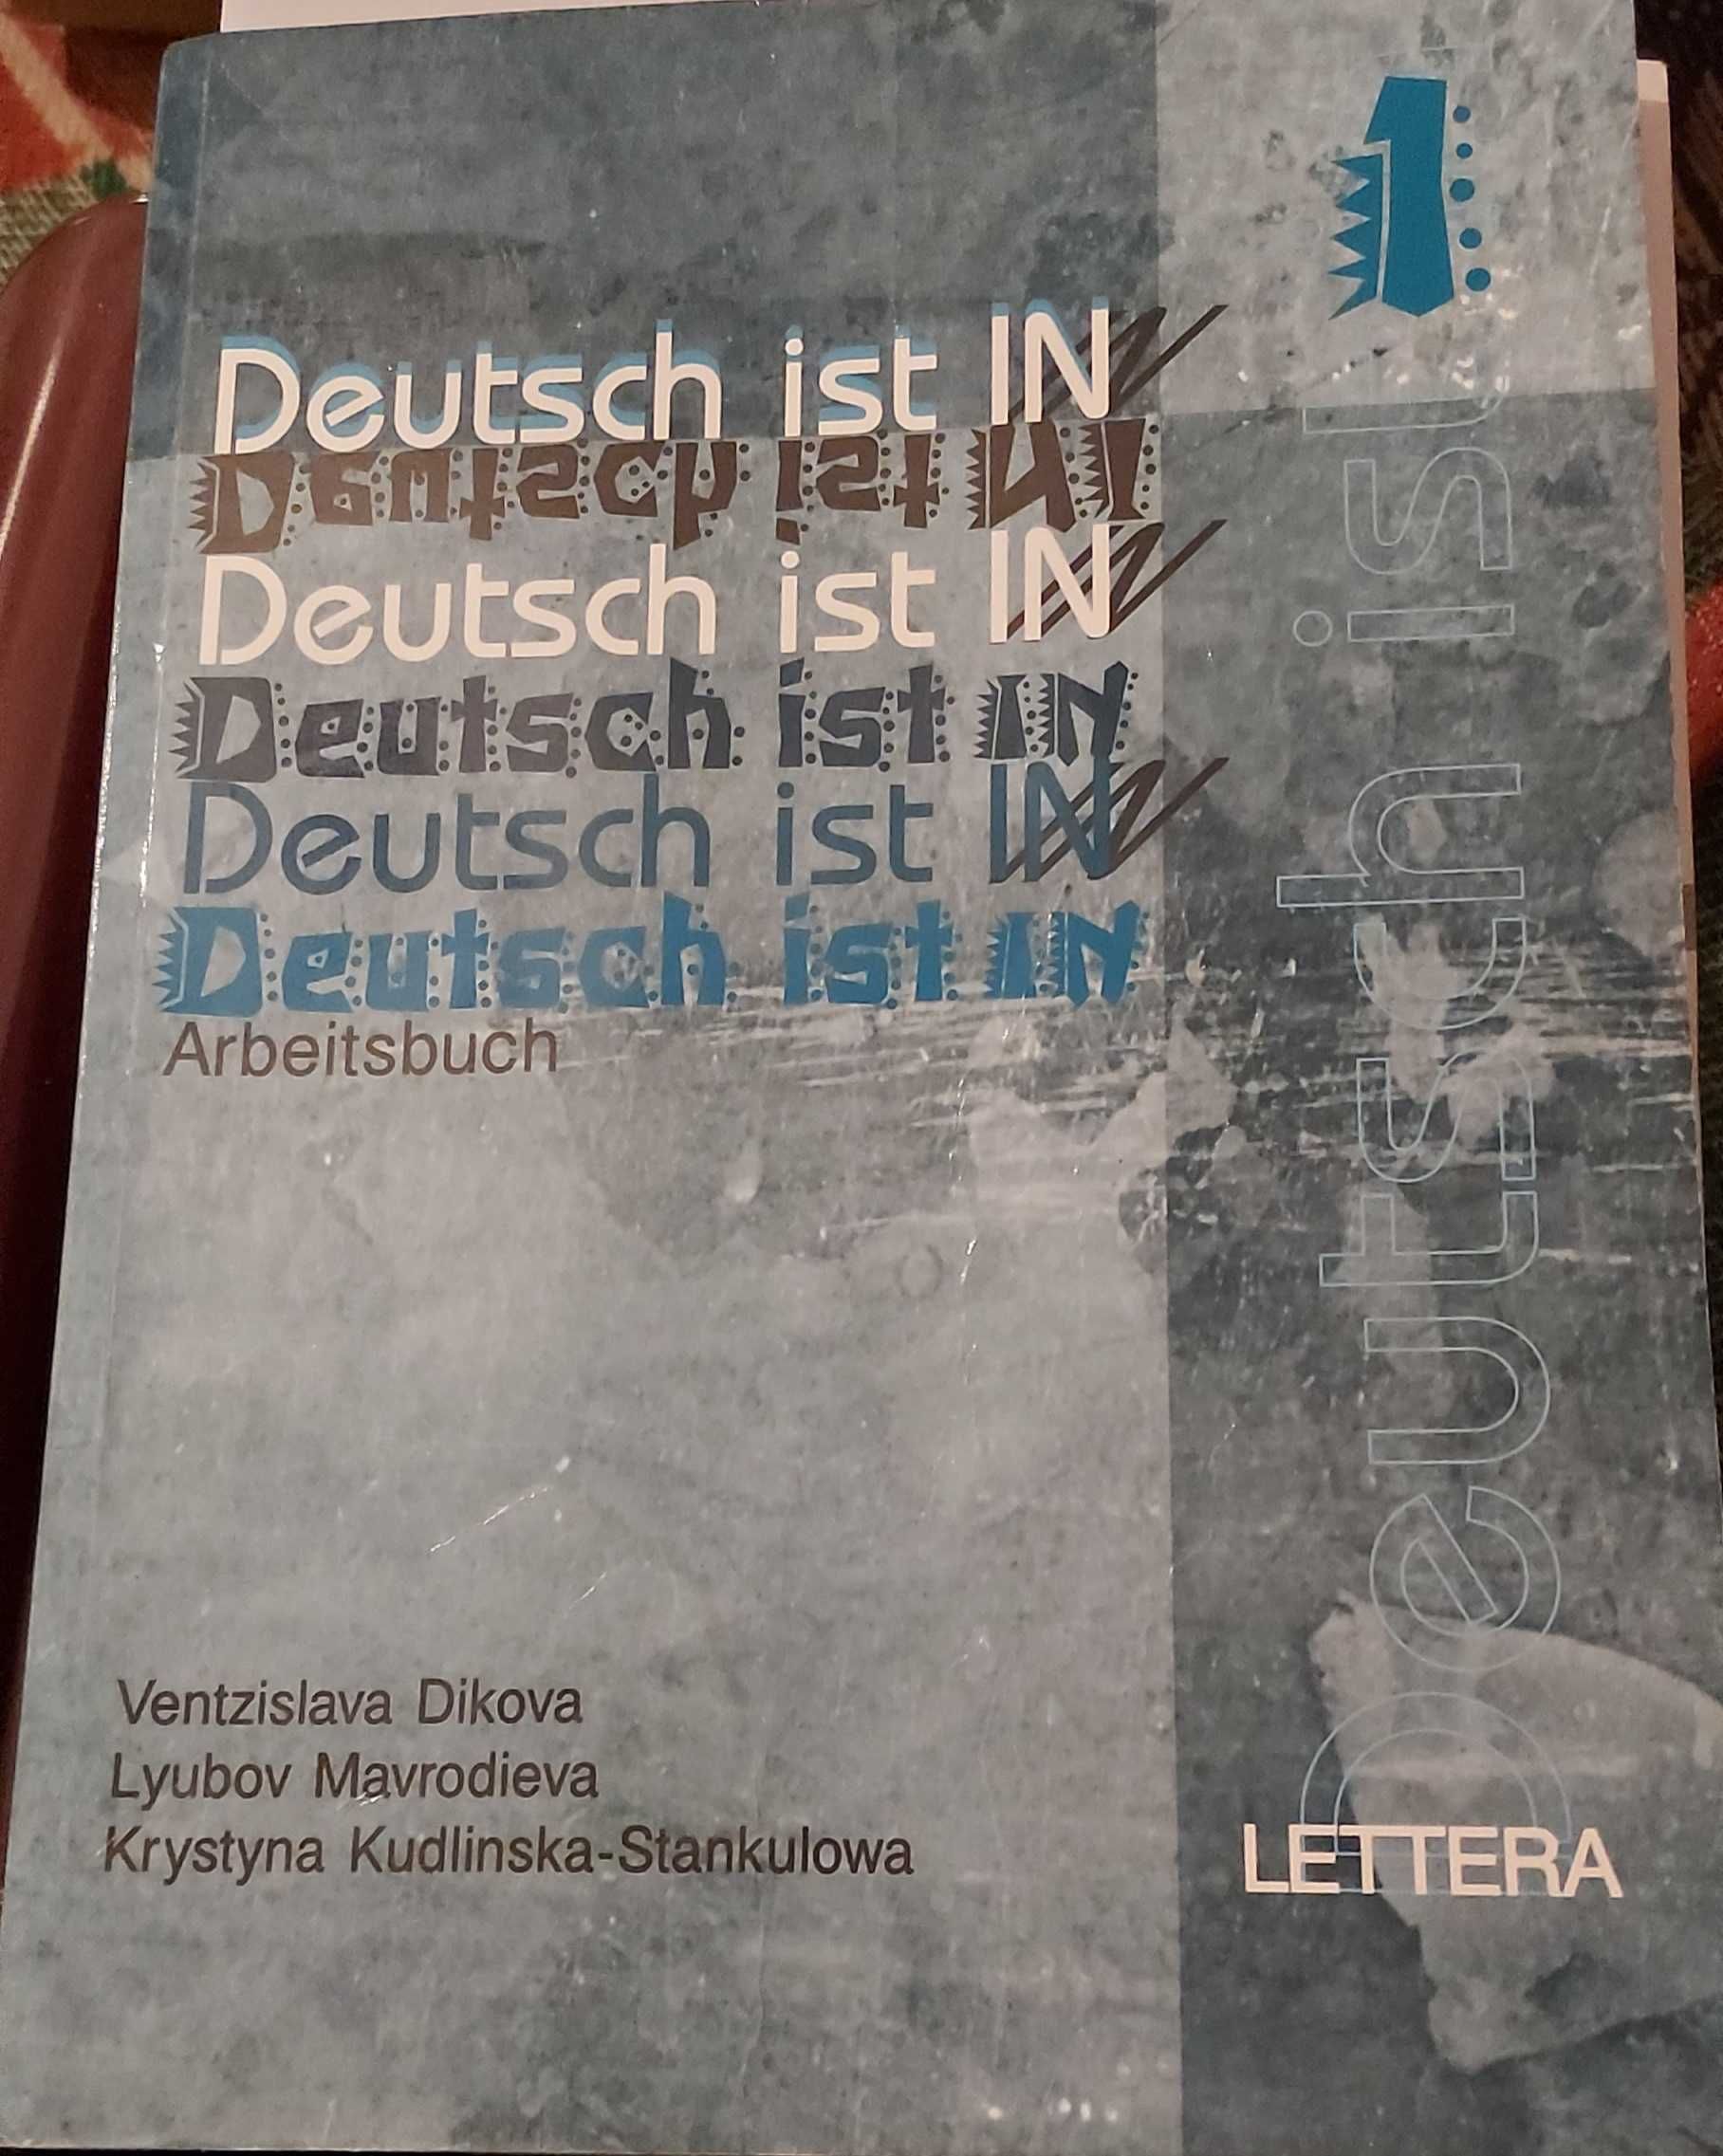 1
Deutsch ist IN
Deutsch ist IN
Deutsch ist IN
Deutsch ist IN
Deutsch ist IN
Deutsch ist IN
Arbeitsbuch
Deutsch ist
Ventzislava Dikova
Lyubov Mavrodieva
Krystyna Kudlinska-Stankulowa
LETTERA